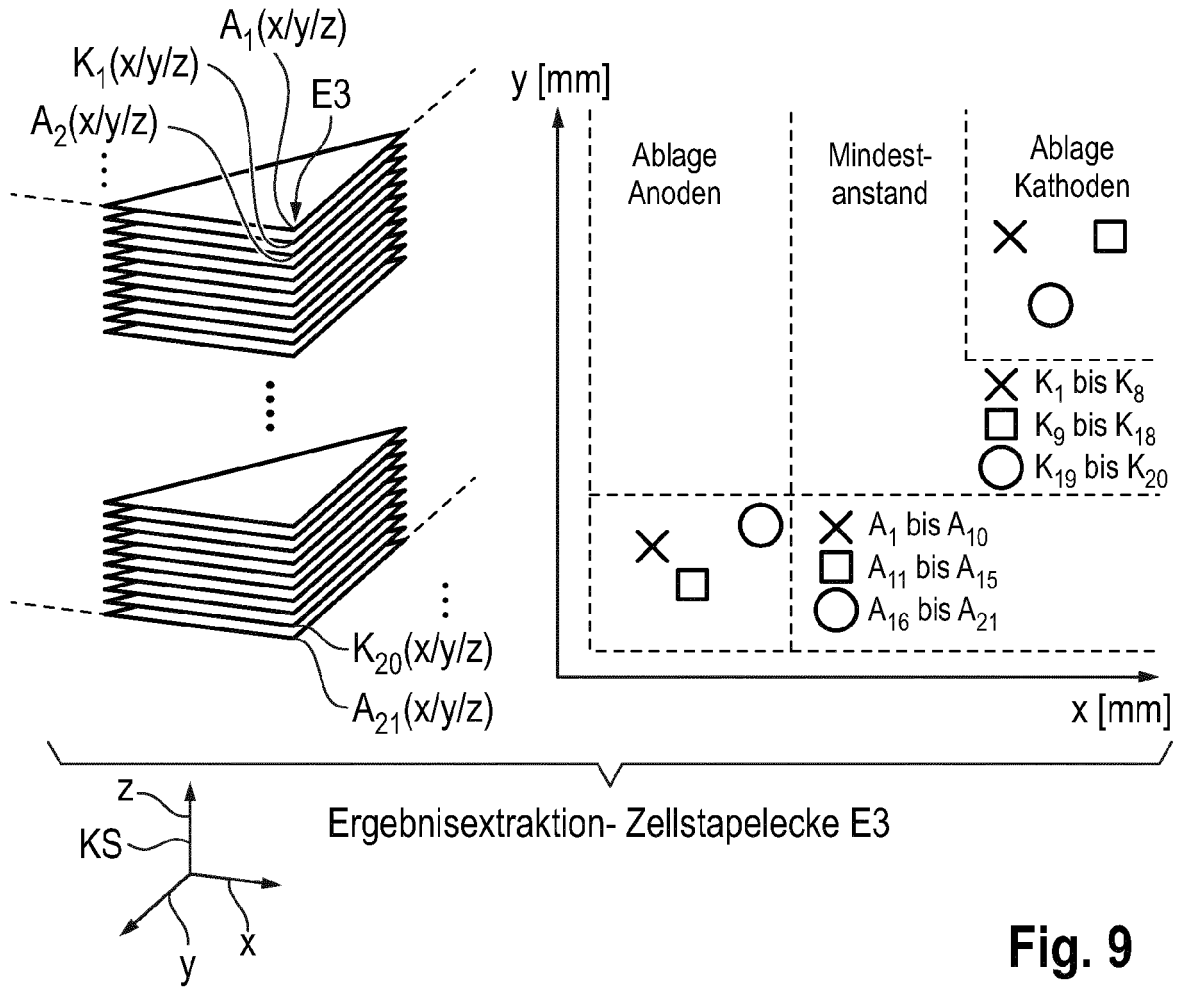 A1(x/y/z)
K1(x/y/z)
E3
A2(x/y/z)
y [mm]
Ablage
Anoden
Mindest-
anstand
Ablage
Kathoden
K1 bis K8
K9 bis K18
K19 bis K20
A1 bis A10
A11 bis A15
A16 bis A21
K20(x/y/z)
A21(x/y/z)
x [mm]
Ergebnisextraktion- Zellstapelecke E3
z
KS
x
y
Fig. 9